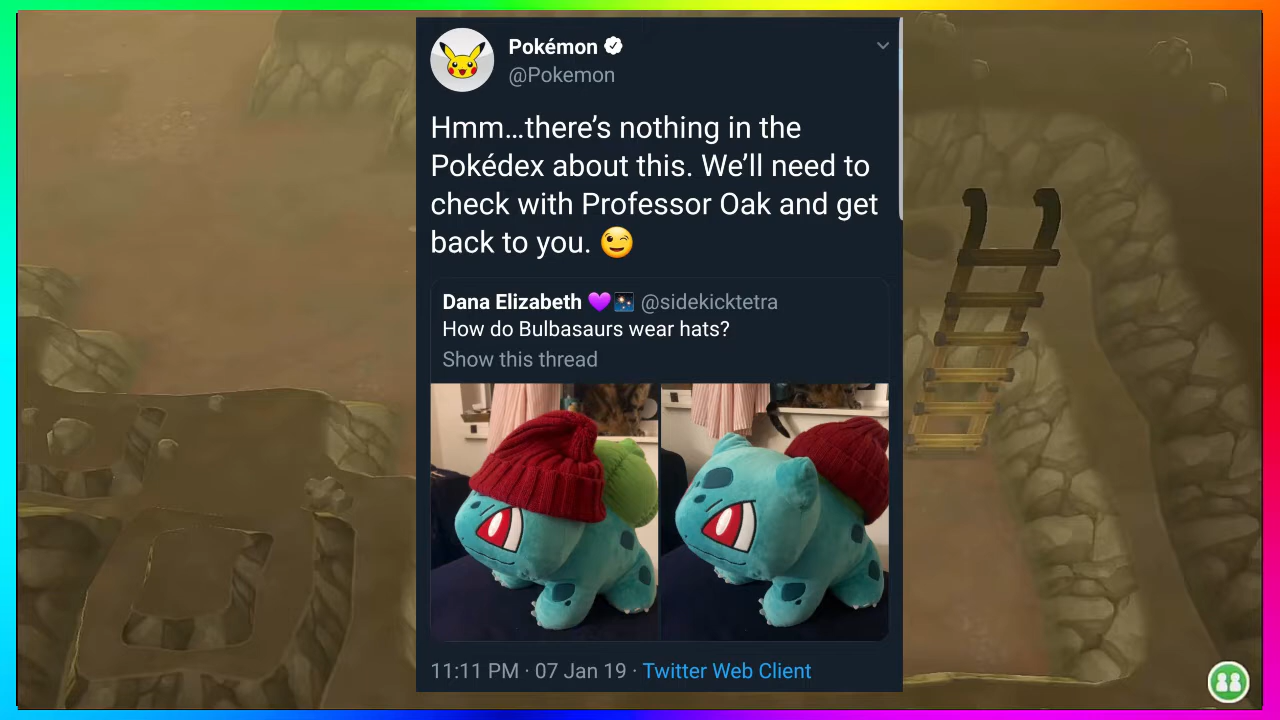 Pokémon
@Pokemon
Hmm…there’s nothing in the
Pokédex about this. We’ll need to
check with Professor Oak and get
back to you. 😉
Dana Elizabeth 💜🌌 @sidekicktetra
How do Bulbasaurs wear hats?
Show this thread
11:11 PM · 07 Jan 19 · Twitter Web Client